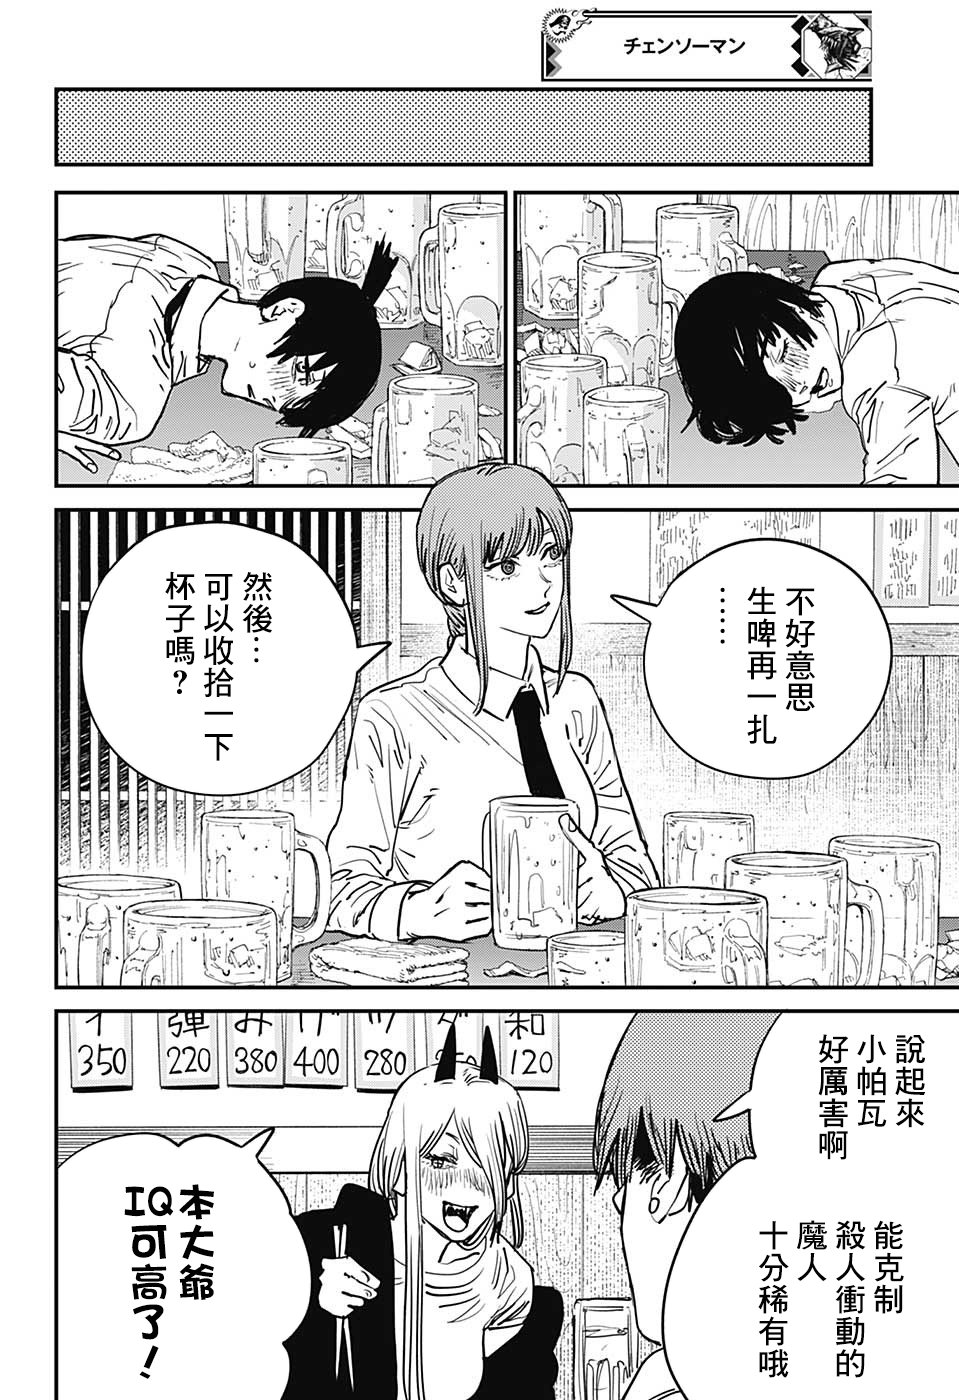 チェンソーマン
不好意思
生啤再一扎
……
然後…
可以收拾一下
杯子嗎？
和
120
ツ
280
ゲ
400
み
380
弾
220
イ
350
說起來
小帕瓦
好厲害啊
能克制
殺人衝動的
魔人
十分稀有哦
本大爺
IQ可高了！